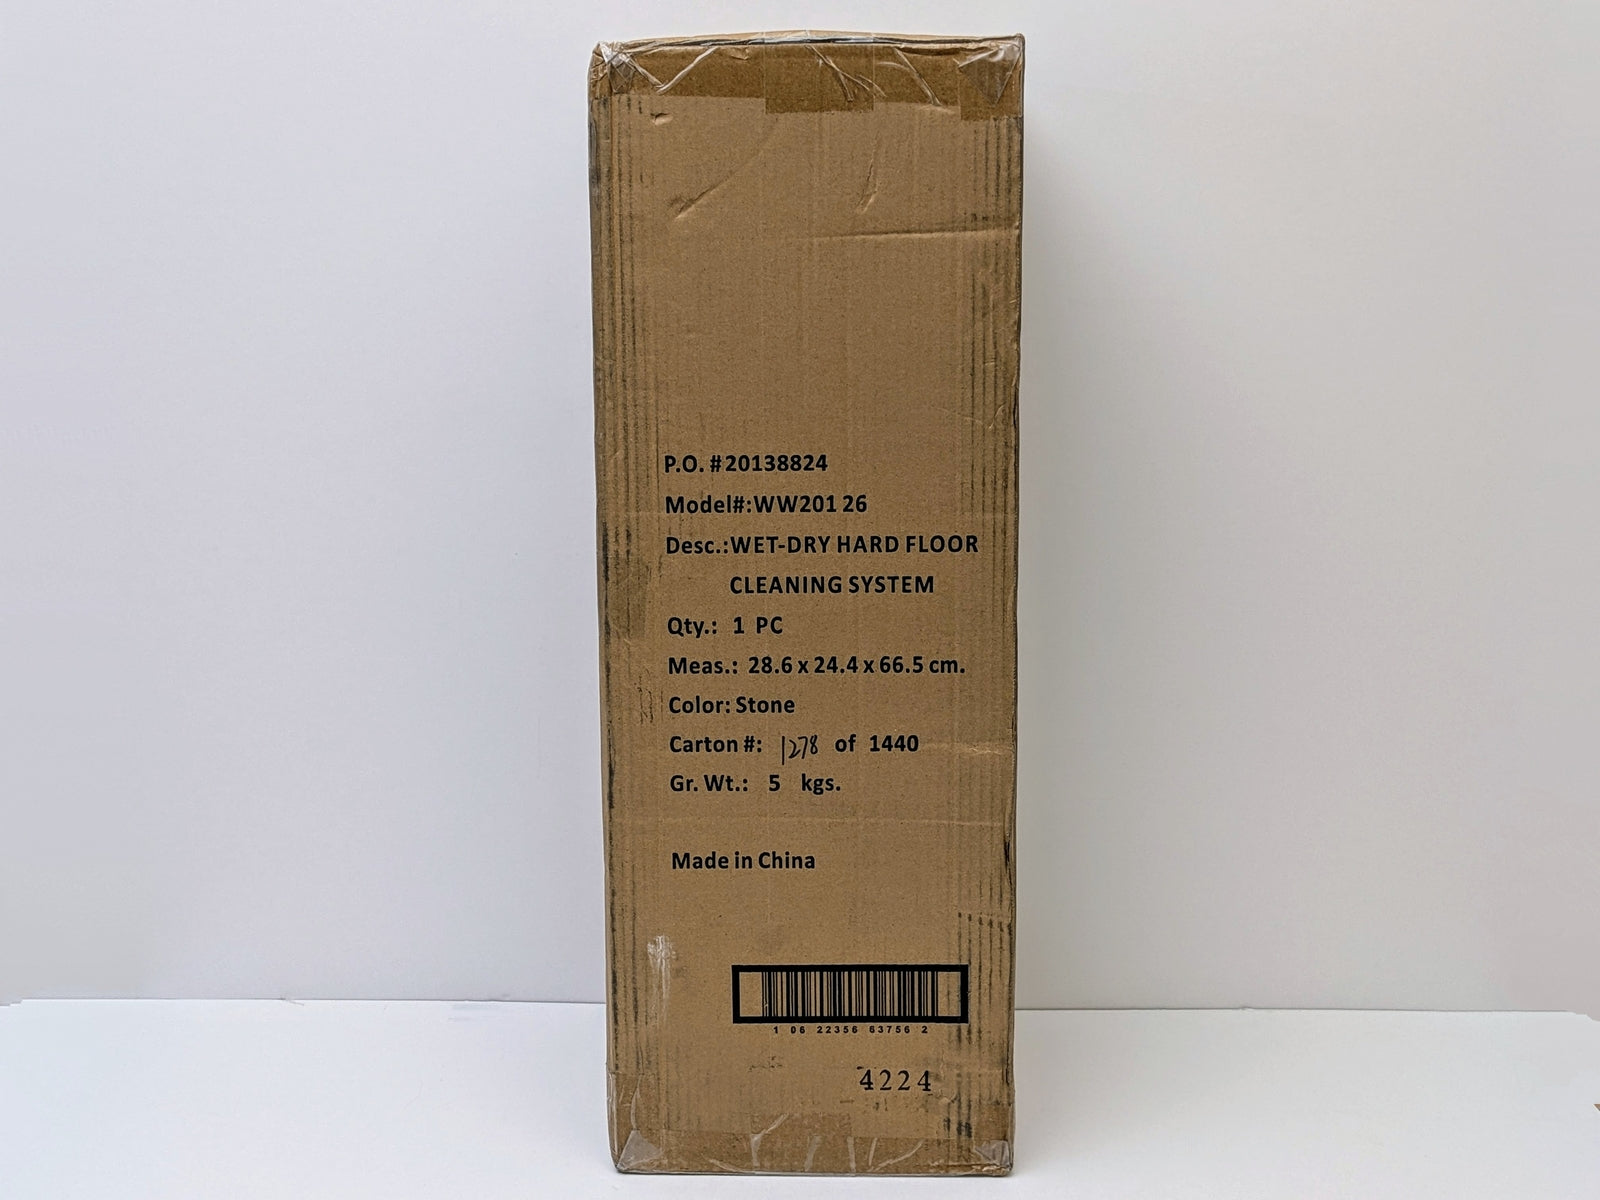 P.O. #20138824
Model#:WW201 26
Desc.:WET-DRY HARD FLOOR
CLEANING SYSTEM
Qty.: 1 PC
Meas.: 28.6 x 24.4 x 66.5 cm.
Color: Stone
Carton #: 1278 of 1440
Gr. Wt.: 5 kgs.
Made in China
1 06 22356 63756 2
4224